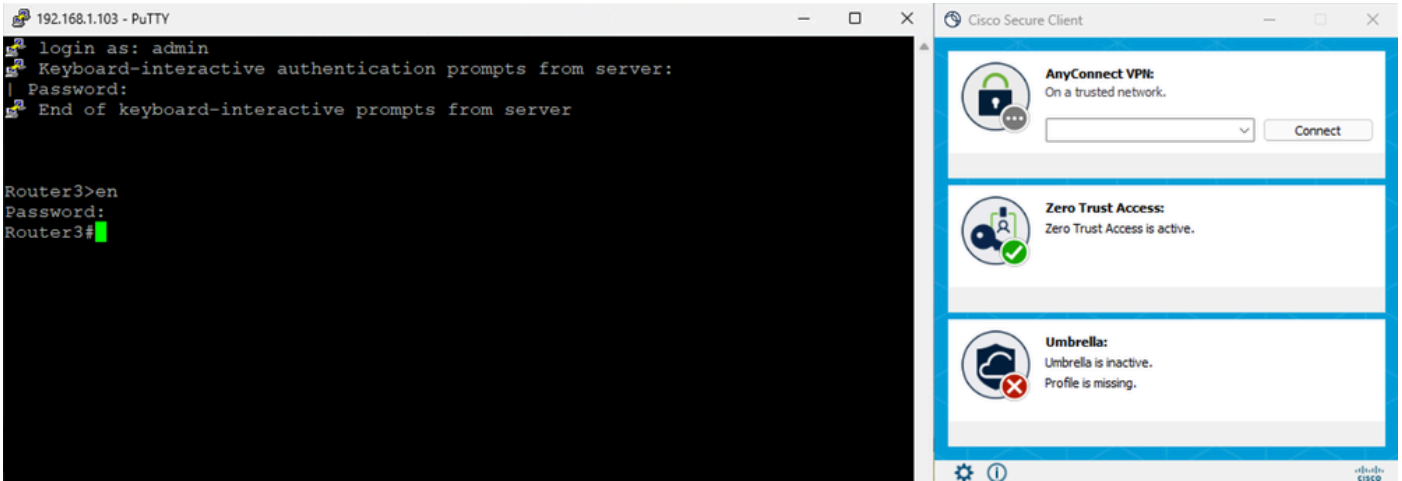 192.168.1.103 - PuTTY
login as: admin
Keyboard-interactive authentication prompts from server:
| Password:
End of keyboard-interactive prompts from server
Router3>en
Password:
Router3#
Cisco Secure Client
AnyConnect VPN:
On a trusted network.
Connect
Zero Trust Access:
Zero Trust Access is active.
Umbrella:
Umbrella is inactive.
Profile is missing.
CISCO